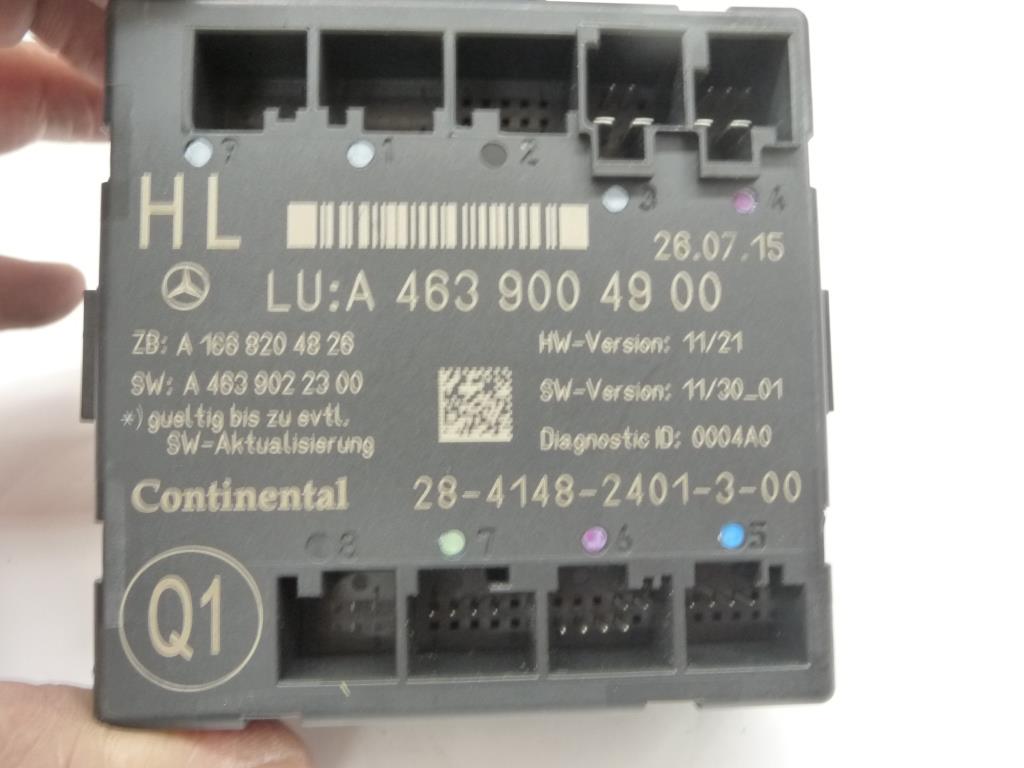 9 1 2
3 4
HL
26.07.15
LU:A 463 900 49 00
ZB: A 166 820 48 26
HW-Version: 11/21
SW: A 463 902 23 00
SW-Version: 11/30_01
*) gueltig bis zu evtl.
SW-Aktualisierung
Diagnostic ID: 0004A0
Continental
28-4148-2401-3-00
8 7 6 5
Q1